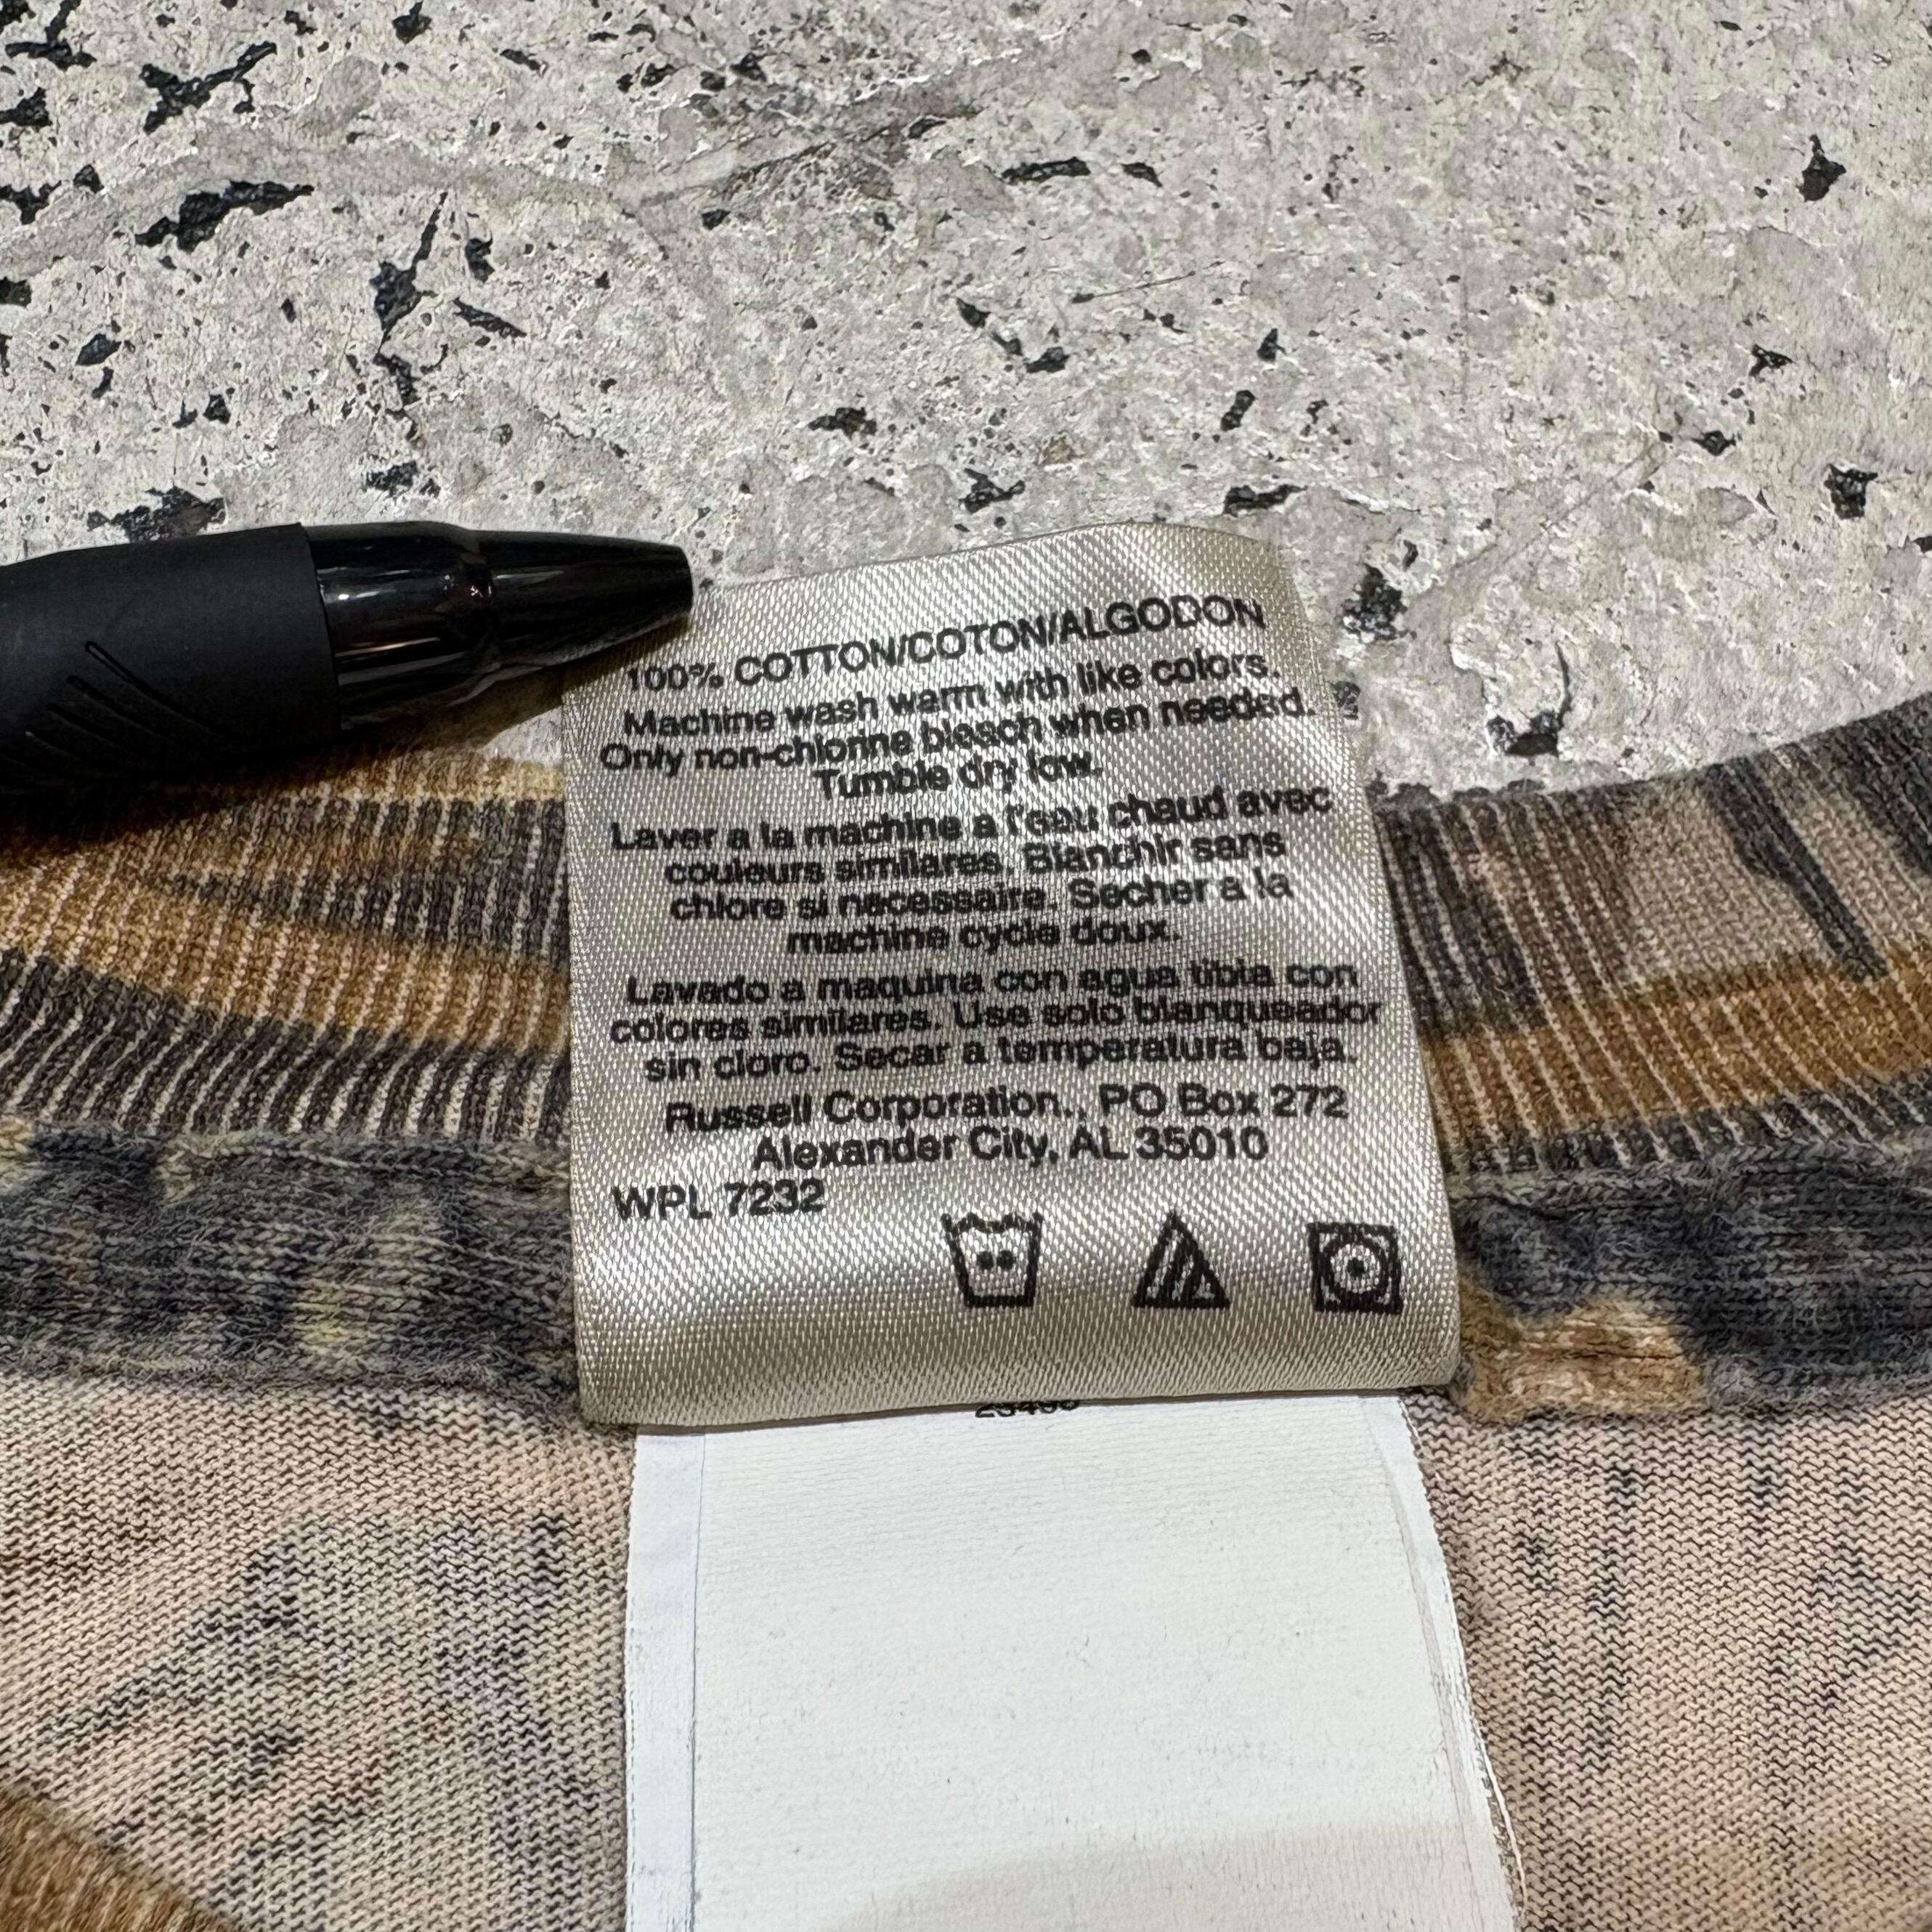 100% COTTON/COTON/ALGODON
Machine wash warm with like colors.
Only non-chlorine bleach when needed.
Tumble dry low.
Laver a la machine a l'eau chaud avec
couleurs similares. Blanchir sans
chlore si necessaire. Secher a la
machine cycle doux.
Lavado a maquina con agua tibia con
colores similares. Use solo blanqueador
sin cloro. Secar a temperatura baja.
Russell Corporation., PO Box 272
Alexander City, AL 35010
WPL 7232